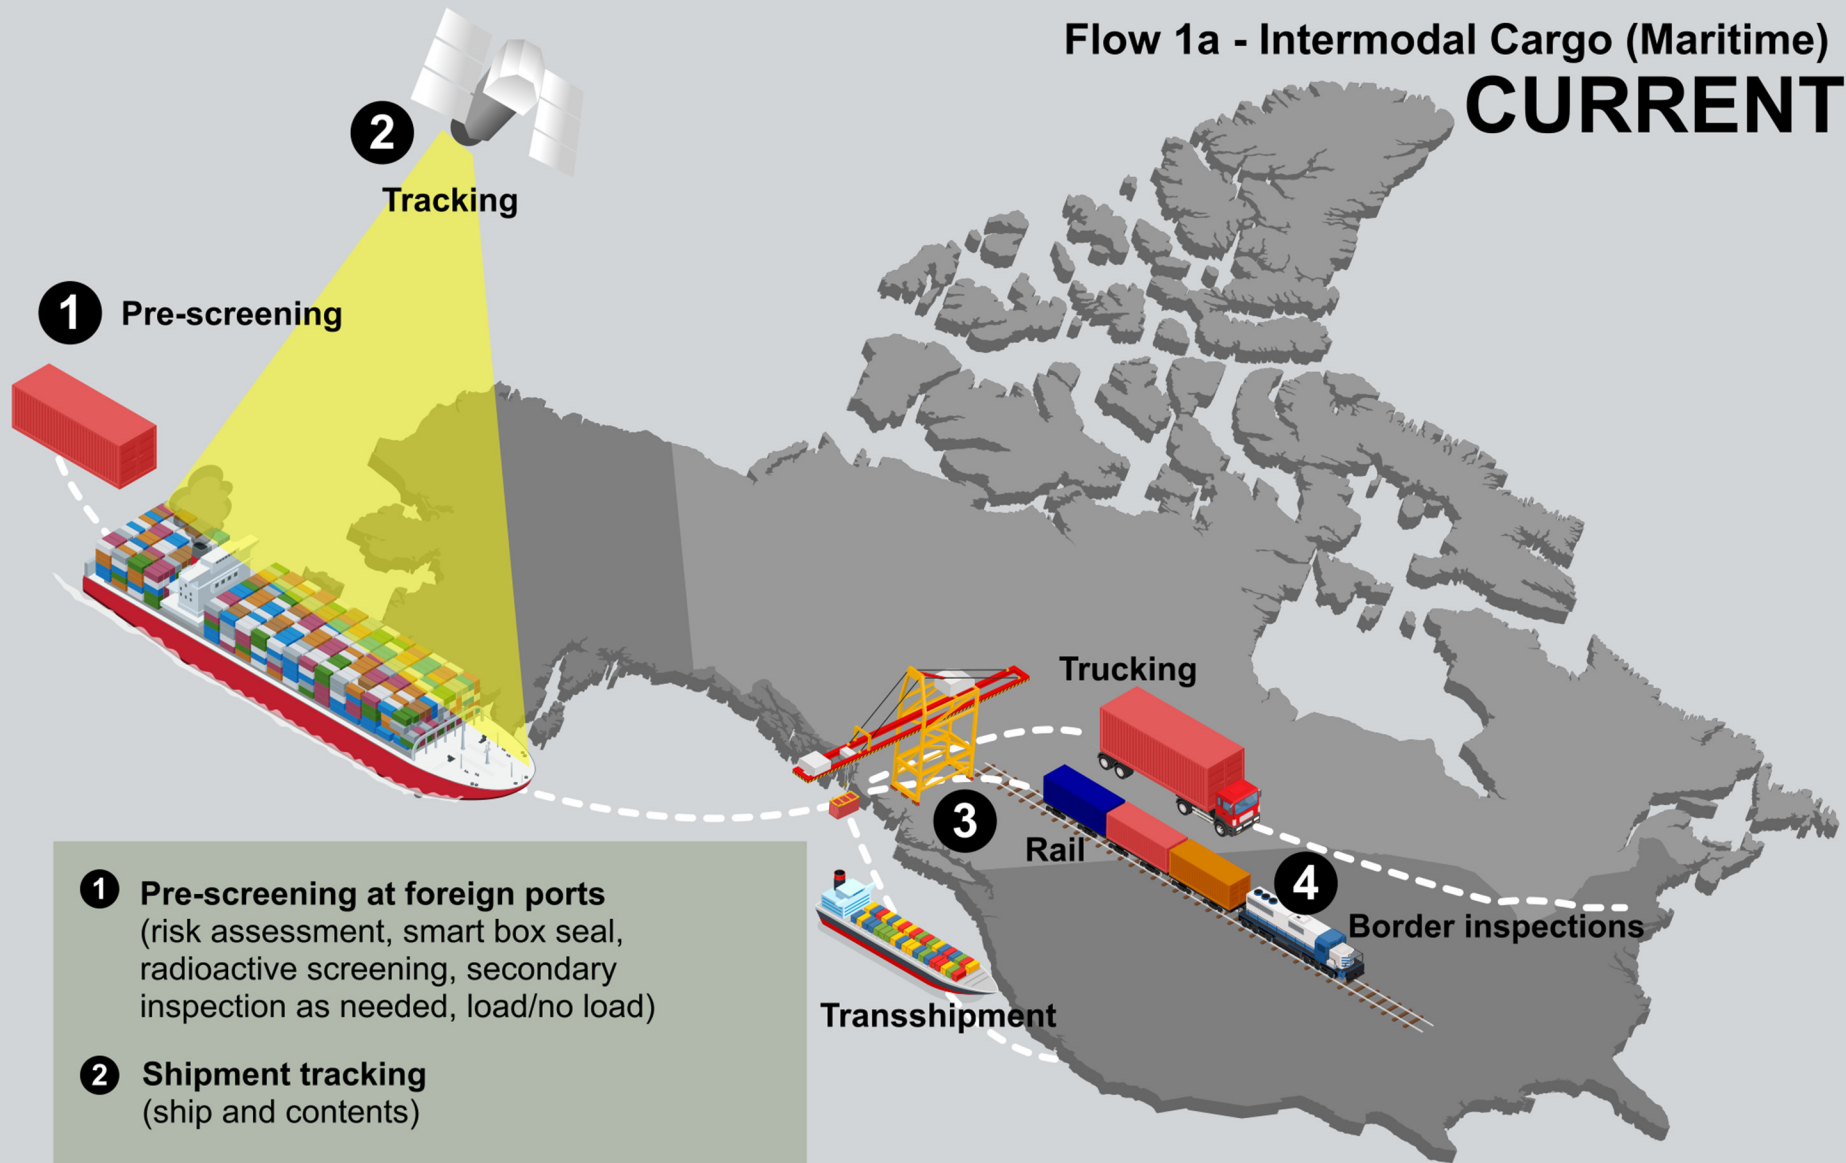 Flow 1a - Intermodal Cargo (Maritime)
CURRENT
2
Tracking
1 Pre-screening
Trucking
3
Rail
4
Border inspections
Transshipment
1 Pre-screening at foreign ports
(risk assessment, smart box seal,
radioactive screening, secondary
inspection as needed, load/no load)
2 Shipment tracking
(ship and contents)